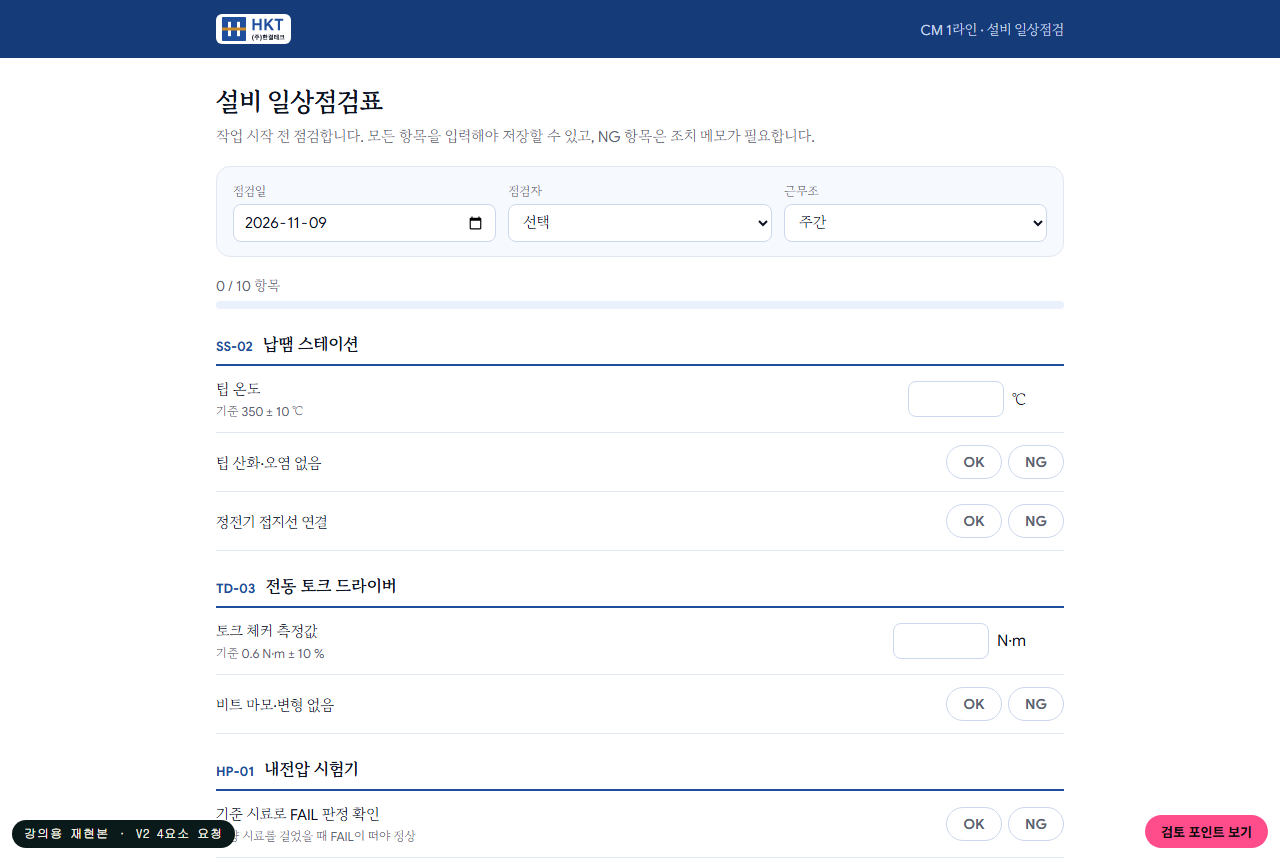 HKT
(주)한결테크
CM 1라인 · 설비 일상점검
설비 일상점검표
작업 시작 전 점검합니다. 모든 항목을 입력해야 저장할 수 있고, NG 항목은 조치 메모가 필요합니다.
점검일
점검자
근무조
2026-11-09
선택
주간
0 / 10 항목
SS-02 납땜 스테이션
팁 온도
기준 350 ± 10 ℃
℃
팁 산화·오염 없음
OK NG
정전기 접지선 연결
OK NG
TD-03 전동 토크 드라이버
토크 체커 측정값
기준 0.6 N·m ± 10 %
N·m
비트 마모·변형 없음
OK NG
HP-01 내전압 시험기
기준 시료로 FAIL 판정 확인
시료를 걸었을 때 FAIL이 떠야 정상
OK NG
강의용 재현본 · V2 4요소 요청
검토 포인트 보기